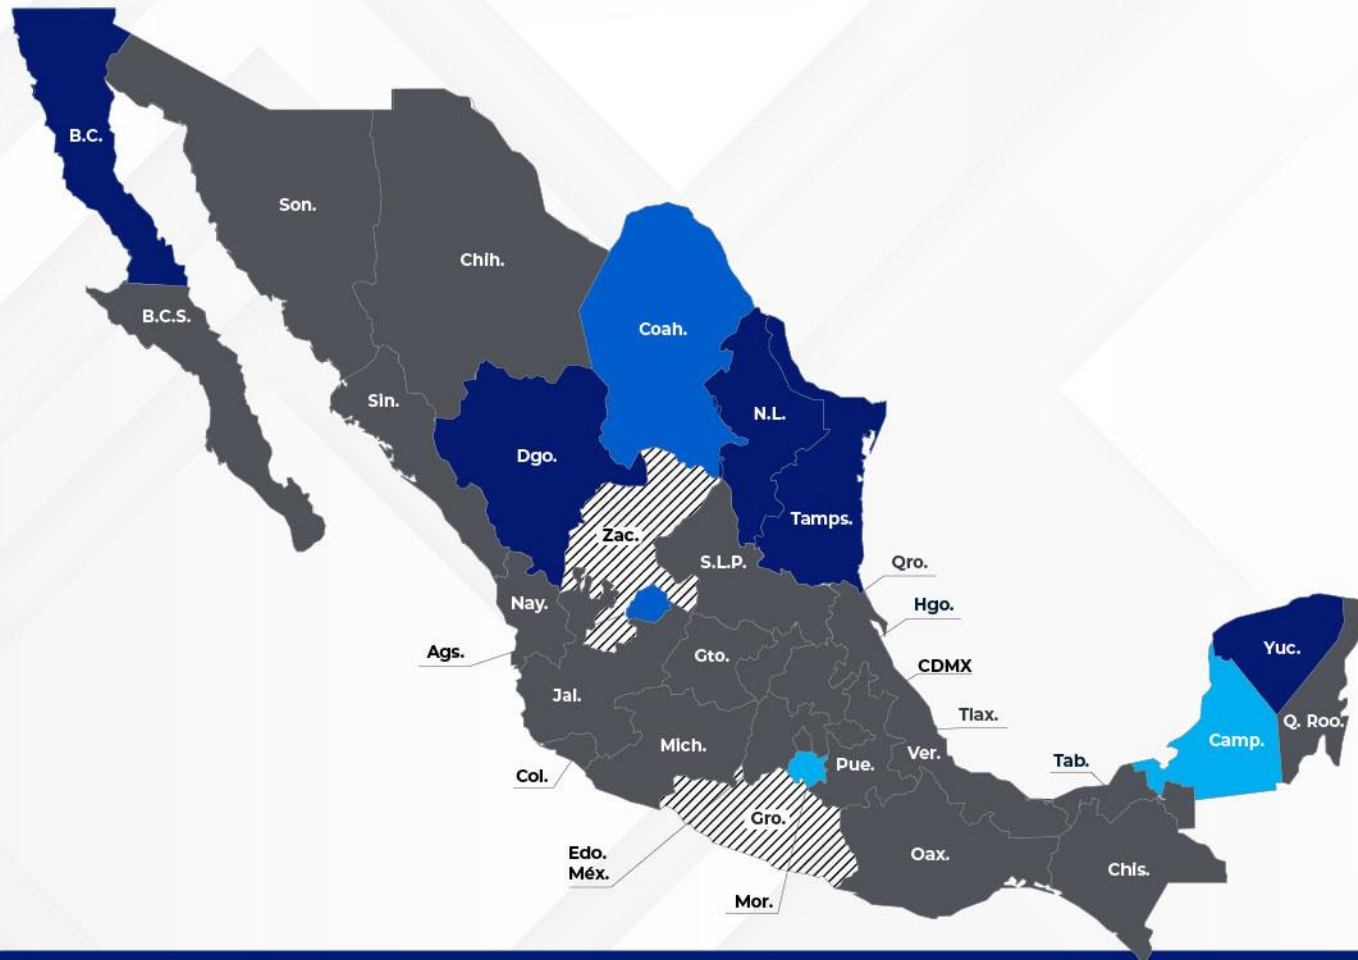 B.C.
Son.
Chih.
B.C.S.
Coah.
Sin.
N.L.
Dgo.
Tamps.
Zac.
S.L.P.
Qro.
Nay.
Hgo.
Ags.
Gto.
CDMX
Yuc.
Jal.
Tlax.
Q. Roo.
Mich.
Ver.
Camp.
Pue.
Tab.
Col.
Gro.
Edo.
Méx.
Oax.
Chis.
Mor.